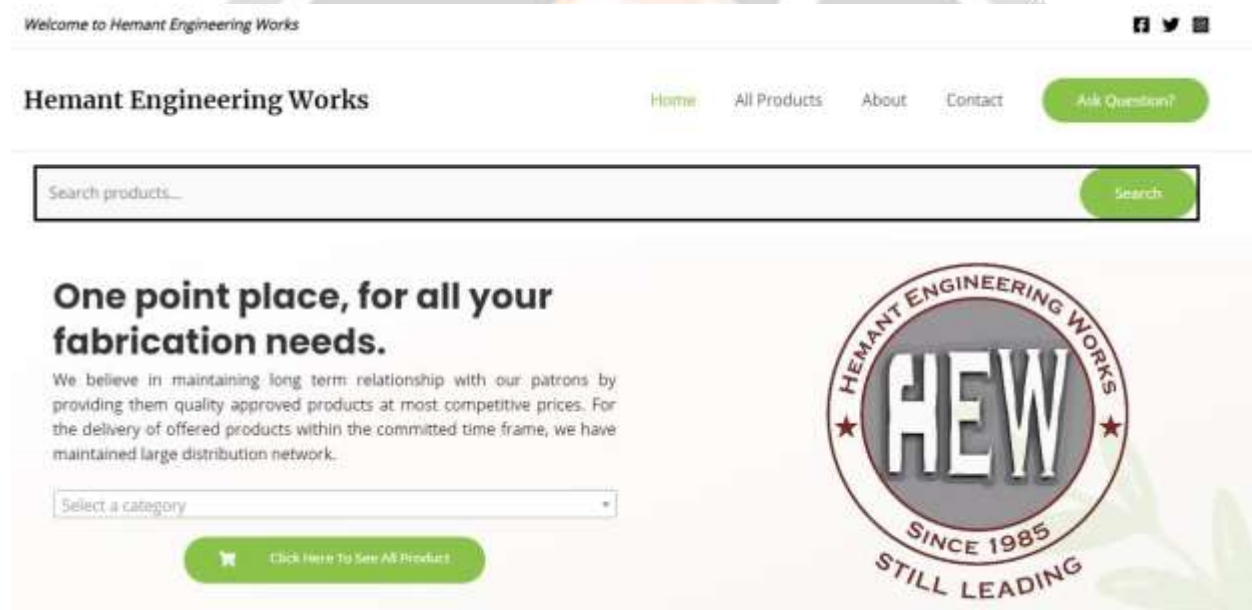 Welcome to Hemant Engineering Works
Hemant Engineering Works
Home All Products About Contact Ask Question?
Search products... Search
One point place, for all your
fabrication needs.
We believe in maintaining long term relationship with our patrons by
providing them quality approved products at most competitive prices. For
the delivery of offered products within the committed time frame, we have
maintained large distribution network.
Select a category
Click Here To See All Product
HEMANT ENGINEERING WORKS
HEW
SINCE 1985
STILL LEADING